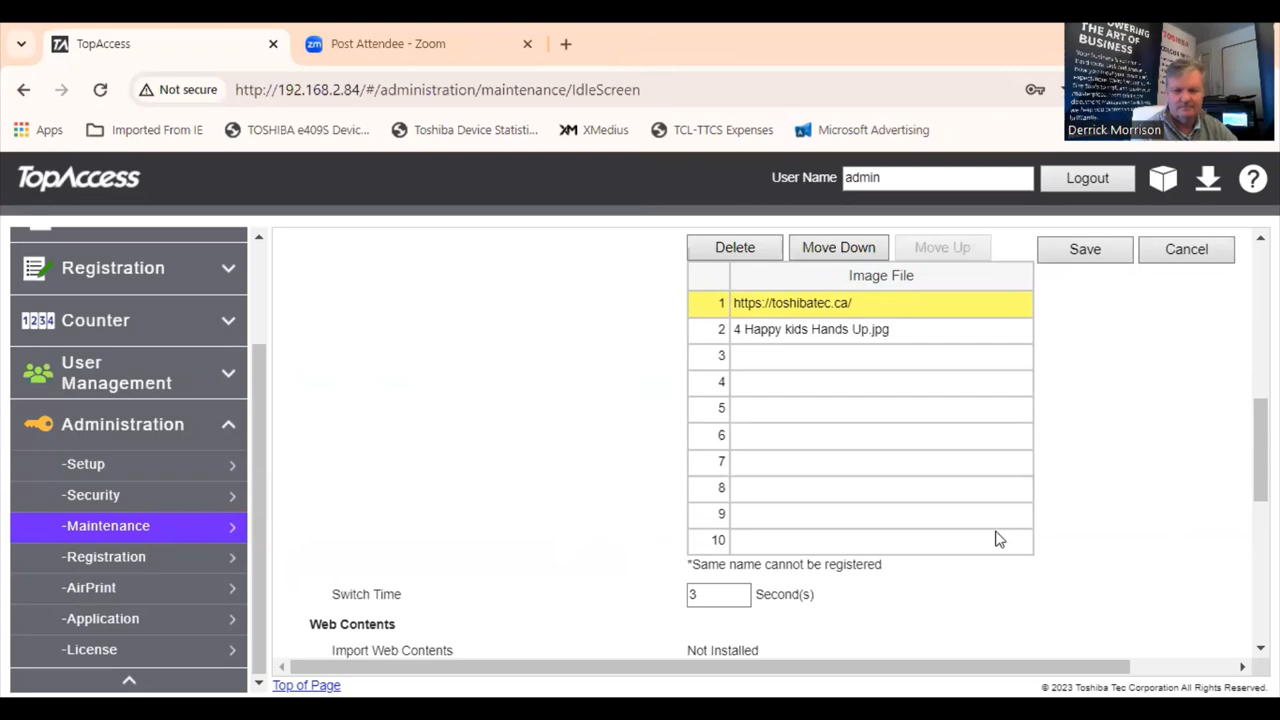 TopAccess
Post Attendee - Zoom
Not secure
http://192.168.2.84/#/administration/maintenance/IdleScreen
Apps
Imported From IE
TOSHIBA e409S Devic...
Toshiba Device Statisti...
XMedius
TCL-TTCS Expenses
Microsoft Advertising
THE ART OF
BUSINESS
Derrick Morrison
TopAccess
User Name
admin
Logout
Registration
Counter
User
Management
Administration
-Setup
-Security
-Maintenance
-Registration
-AirPrint
-Application
-License
Delete
Move Down
Move Up
Save
Cancel
Image File
1 https://toshibatec.ca/
2 4 Happy kids Hands Up.jpg
3
4
5
6
7
8
9
10
*Same name cannot be registered
Switch Time
3
Second(s)
Web Contents
Import Web Contents
Not Installed
Top of Page
© 2023 Toshiba Tec Corporation All Rights Reserved.